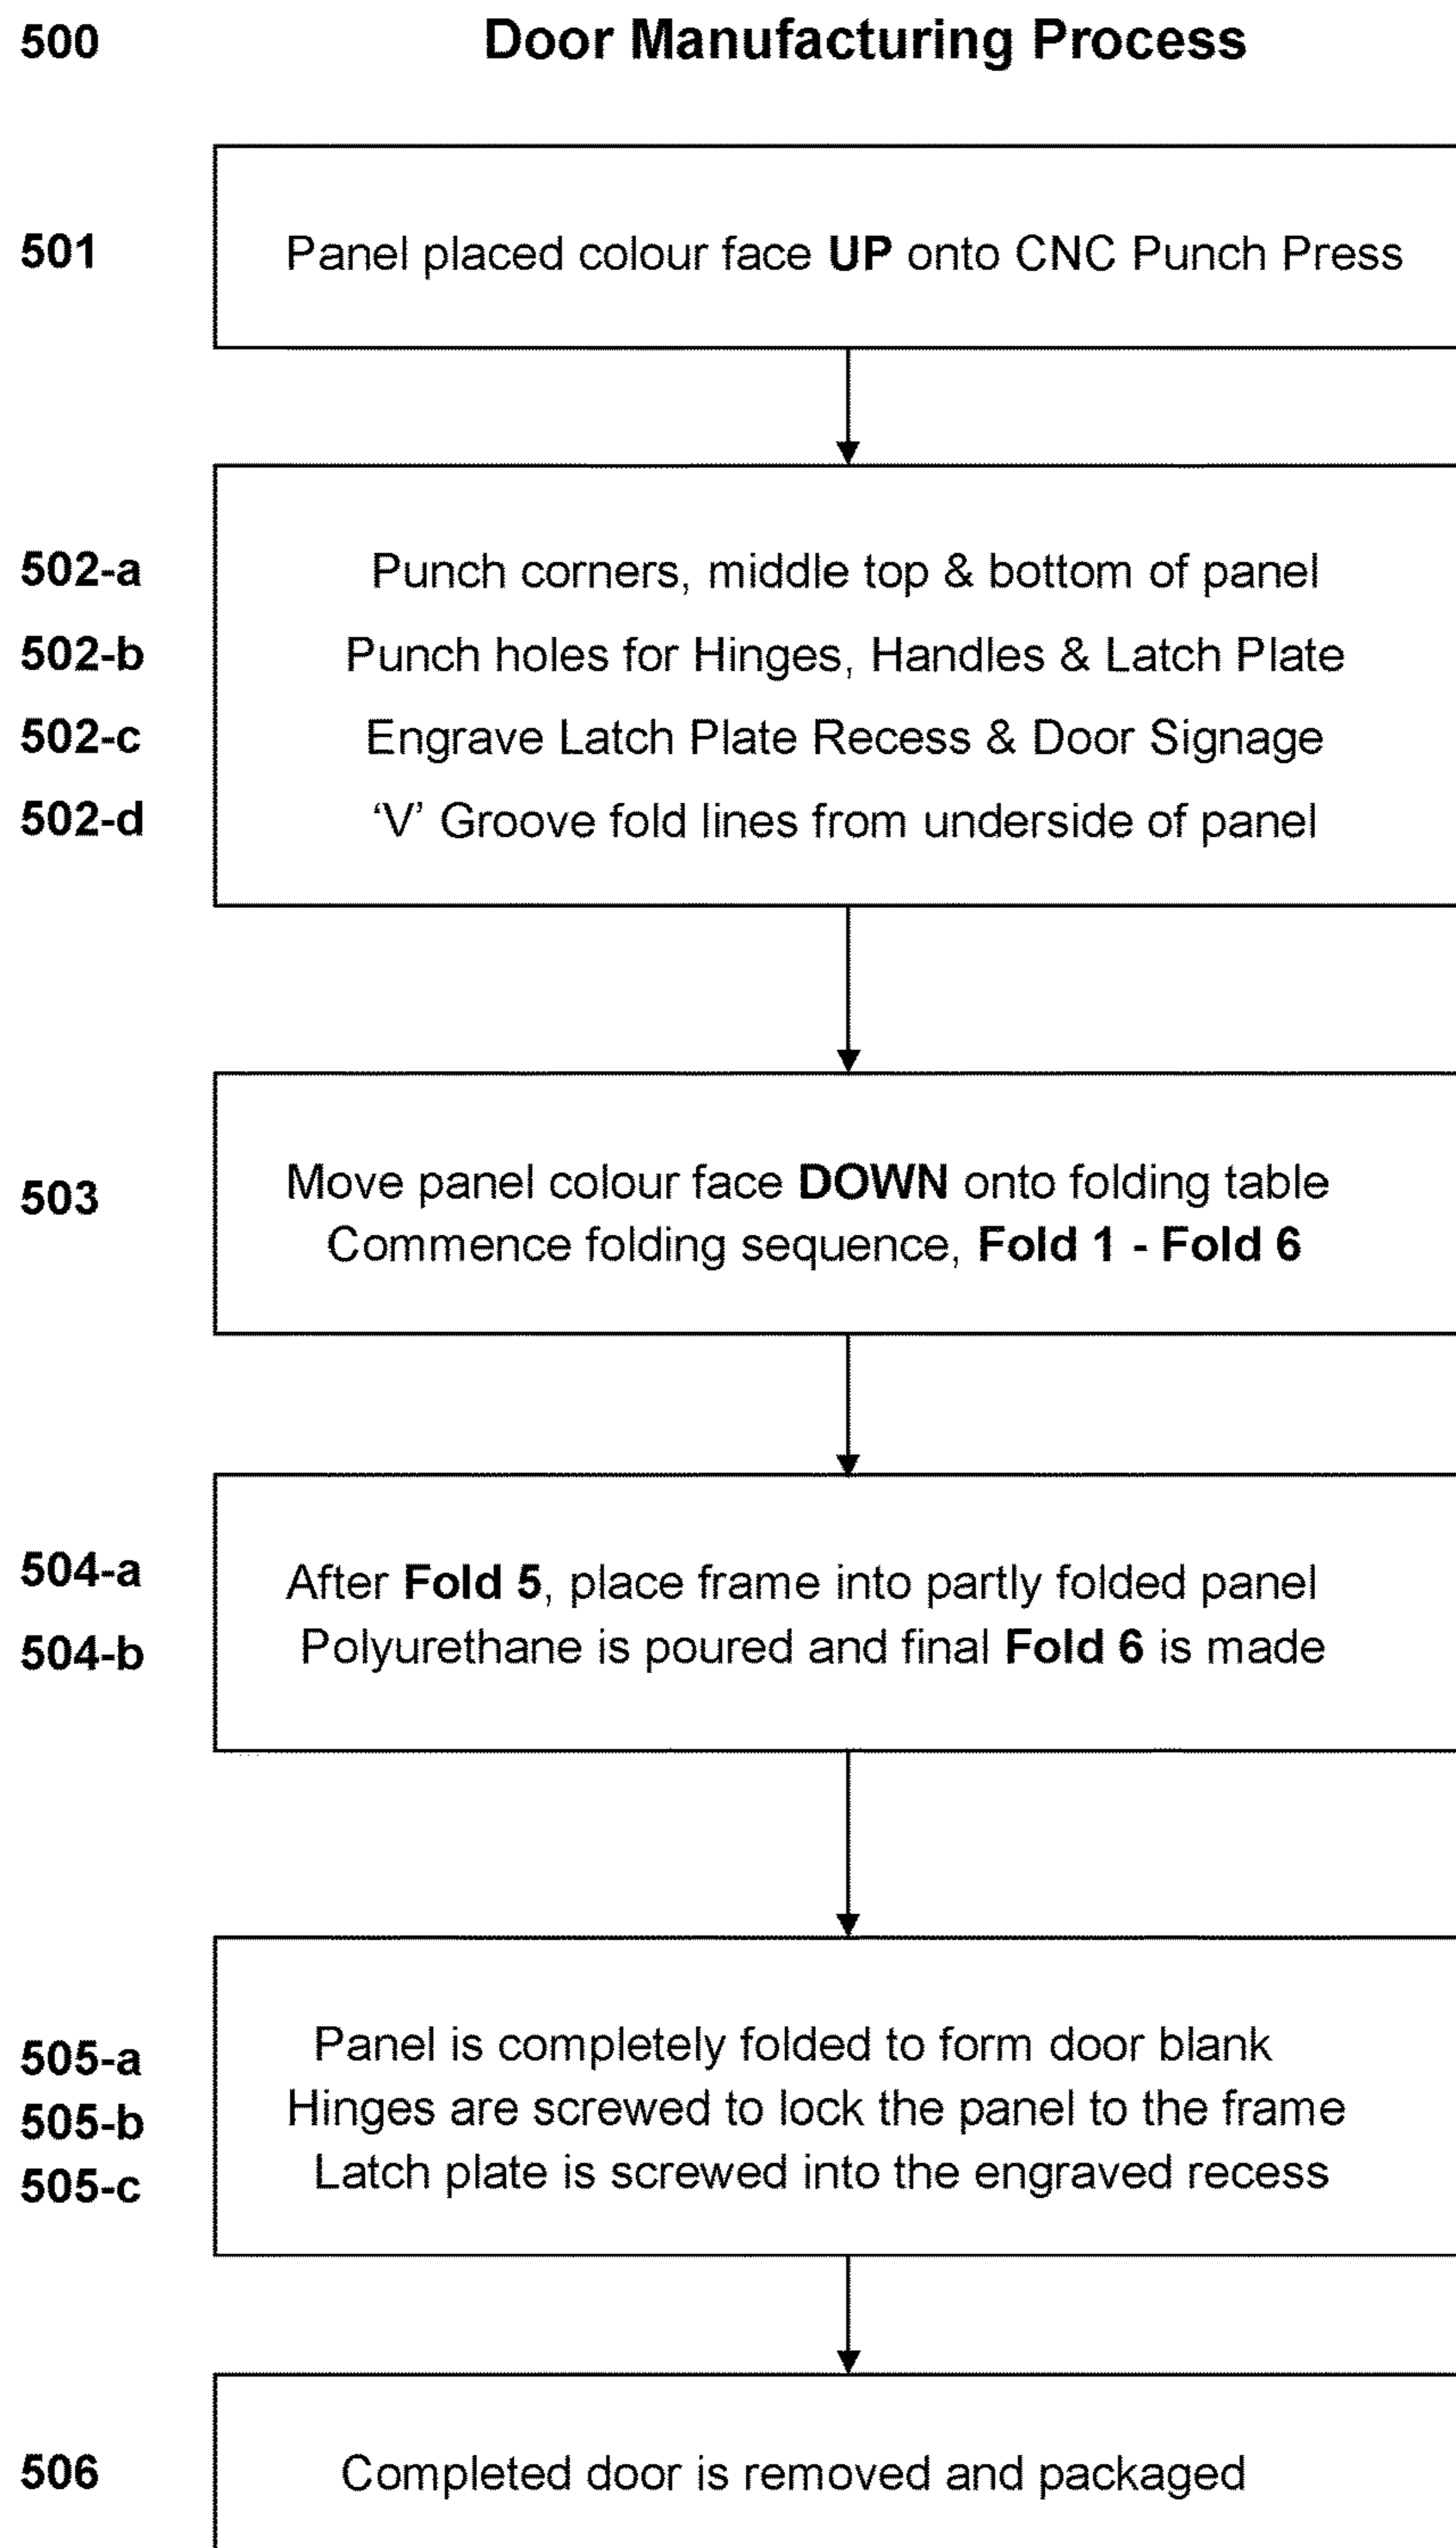 500 Door Manufacturing Process
501 Panel placed colour face UP onto CNC Punch Press
502-a Punch corners, middle top & bottom of panel
502-b Punch holes for Hinges, Handles & Latch Plate
502-c Engrave Latch Plate Recess & Door Signage
502-d ‘V’ Groove fold lines from underside of panel
503 Move panel colour face DOWN onto folding table
Commence folding sequence, Fold 1 - Fold 6
504-a After Fold 5, place frame into partly folded panel
504-b Polyurethane is poured and final Fold 6 is made
505-a Panel is completely folded to form door blank
505-b Hinges are screwed to lock the panel to the frame
505-c Latch plate is screwed into the engraved recess
506 Completed door is removed and packaged